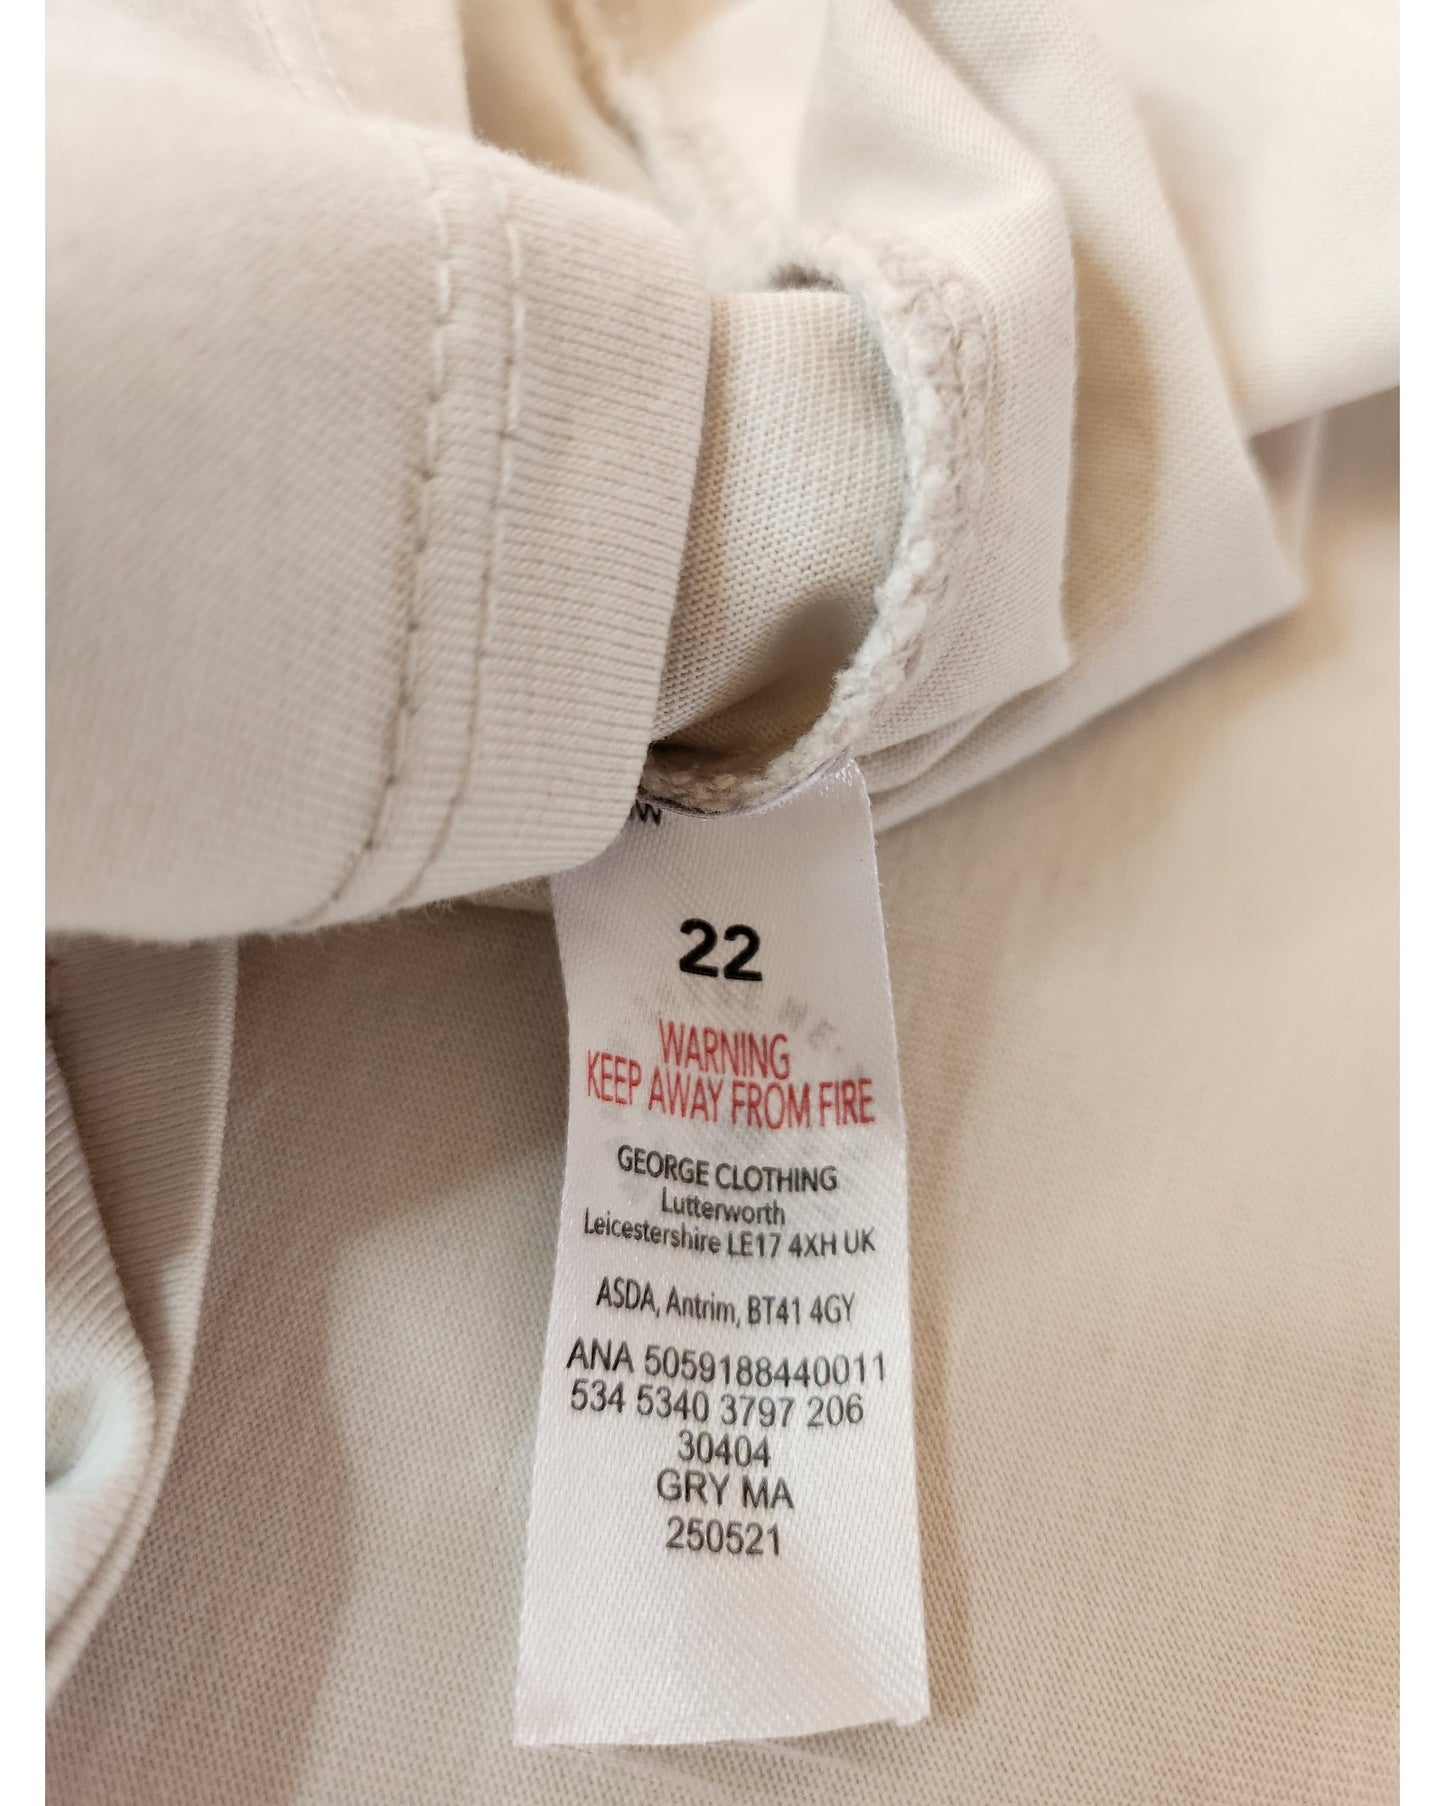 22
WARNING
KEEP AWAY FROM FIRE
GEORGE CLOTHING
Lutterworth
Leicestershire LE17 4XH UK
ASDA, Antrim, BT41 4GY
ANA 5059188440011
534 5340 3797 206
30404
GRY MA
250521